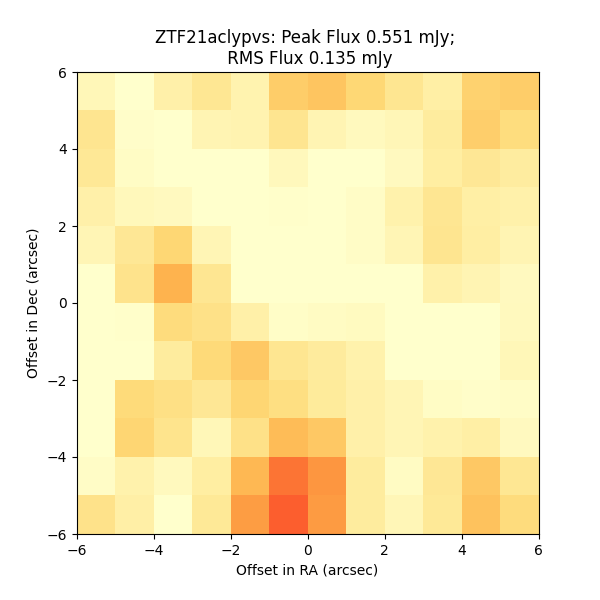 ZTF21aclypvs: Peak Flux 0.551 mJy;
RMS Flux 0.135 mJy
6
4
2
0
−2
−4
−6
Offset in Dec (arcsec)
−6 −4 −2 0 2 4 6
Offset in RA (arcsec)